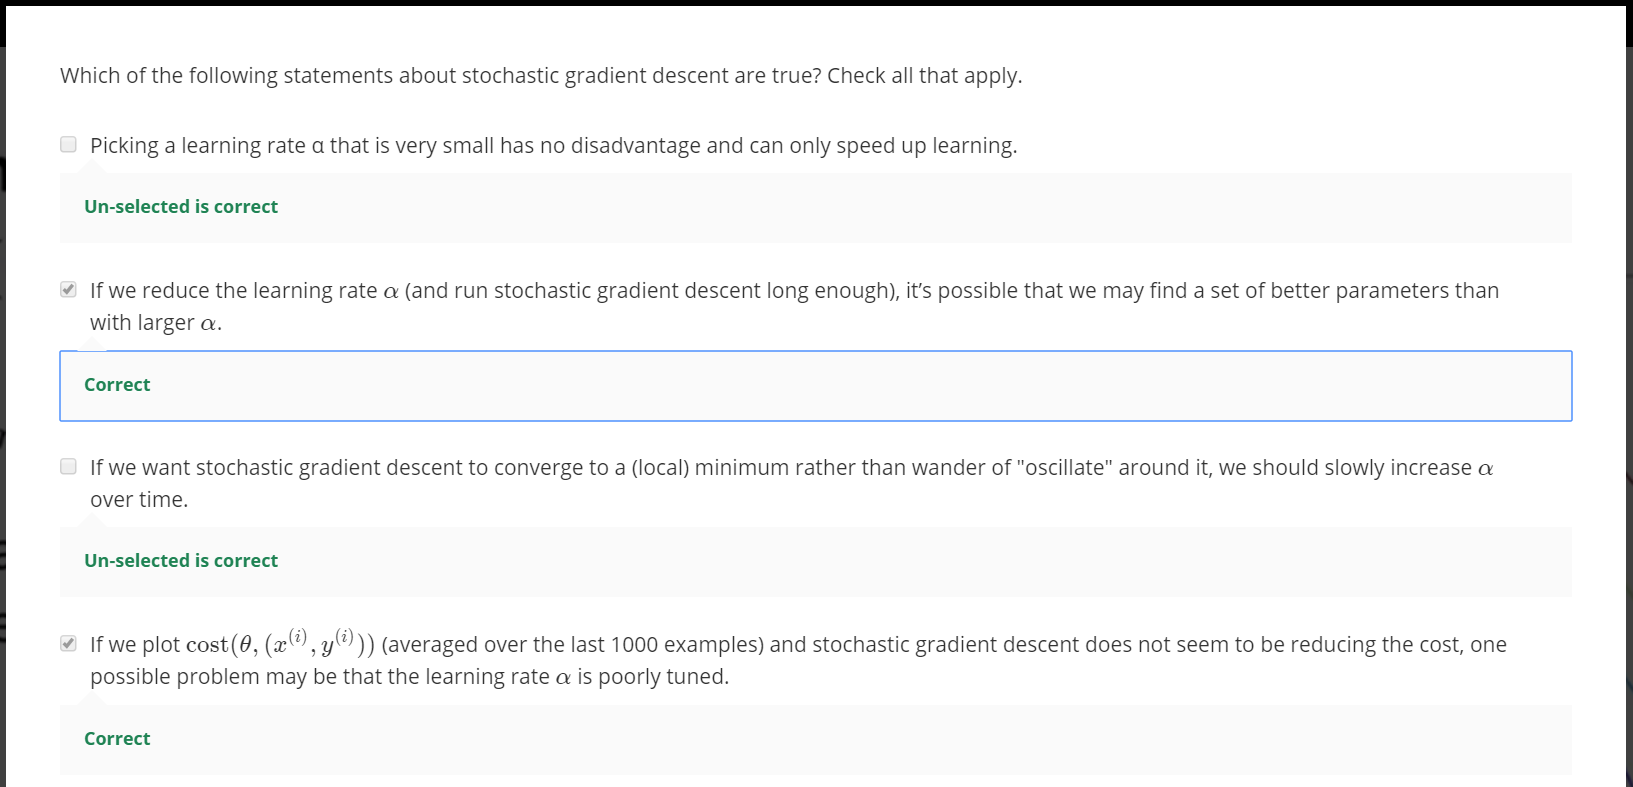 Which of the following statements about stochastic gradient descent are true? Check all that apply.
Picking a learning rate α that is very small has no disadvantage and can only speed up learning.
Un-selected is correct
If we reduce the learning rate α (and run stochastic gradient descent long enough), it’s possible that we may find a set of better parameters than
with larger α.
Correct
If we want stochastic gradient descent to converge to a (local) minimum rather than wander of "oscillate" around it, we should slowly increase α
over time.
Un-selected is correct
If we plot cost(θ, (x^(i), y^(i))) (averaged over the last 1000 examples) and stochastic gradient descent does not seem to be reducing the cost, one
possible problem may be that the learning rate α is poorly tuned.
Correct